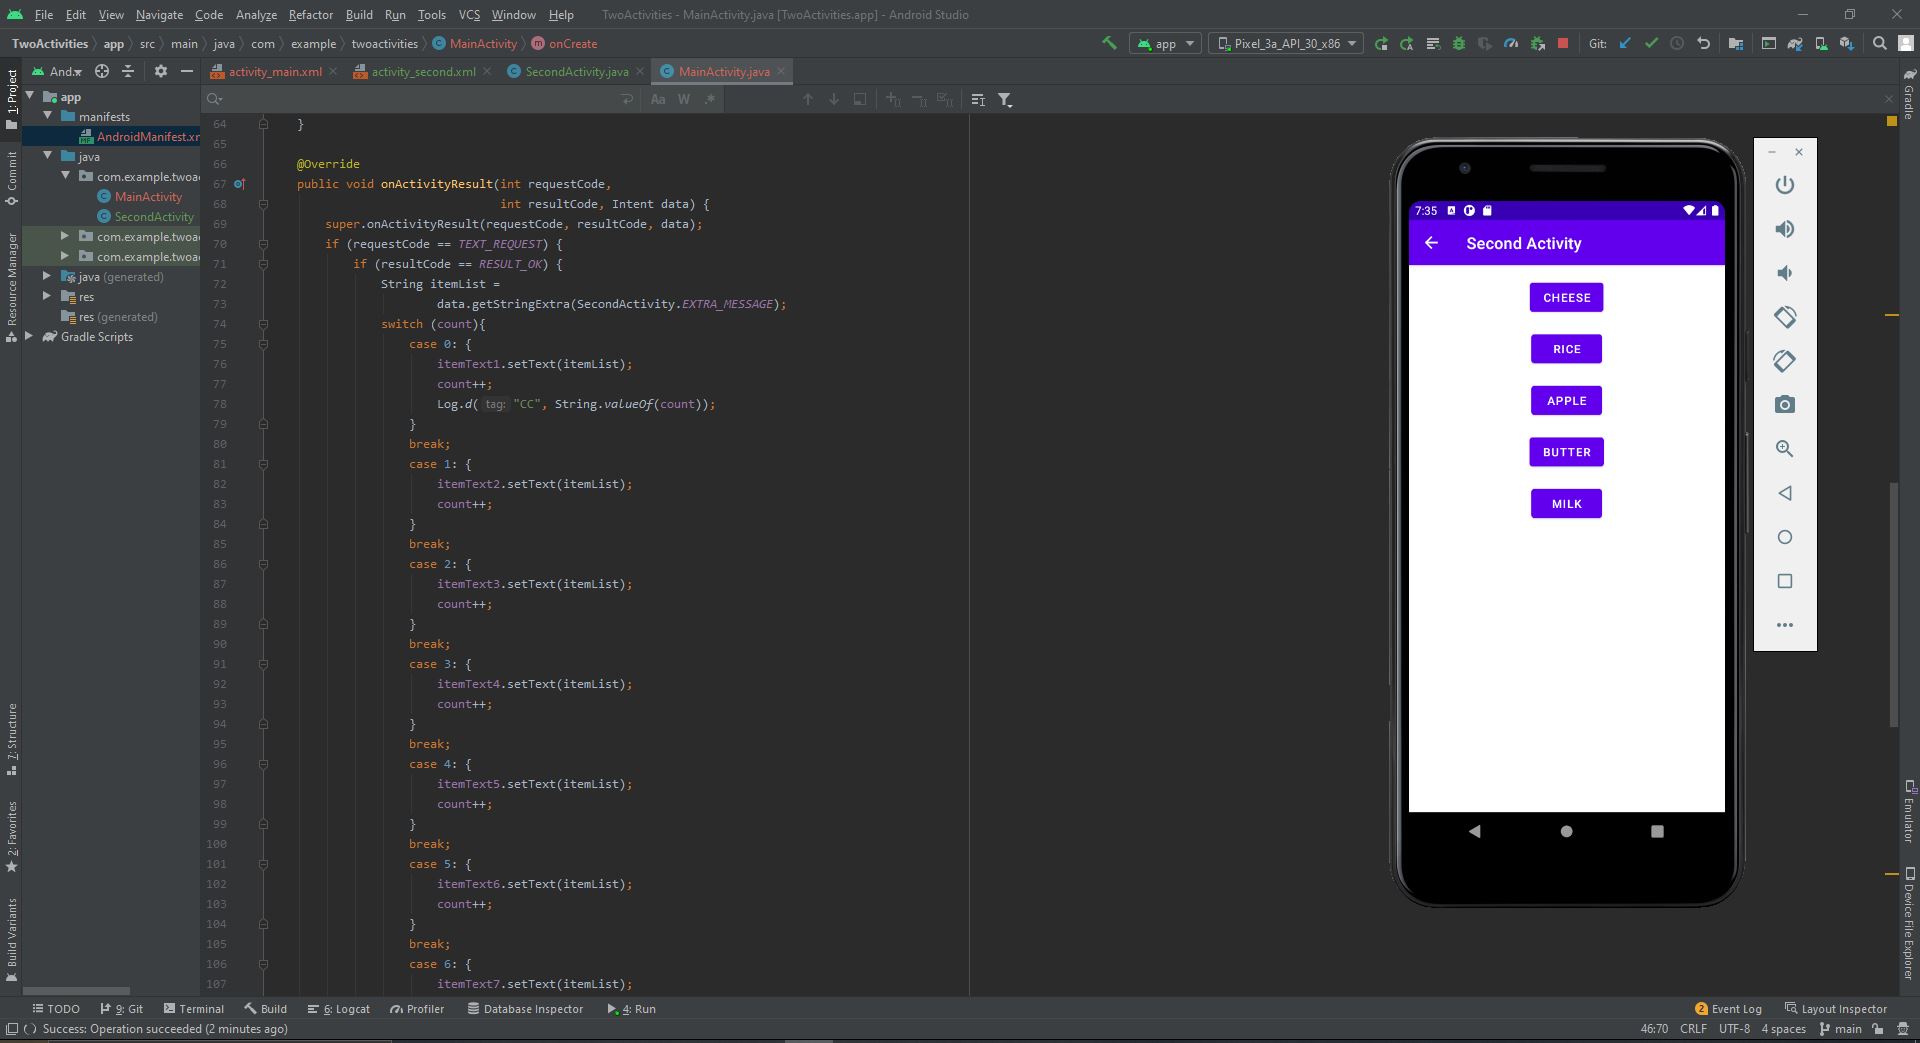 File Edit View Navigate Code Analyze Refactor Build Run Tools VCS Window Help TwoActivities - MainActivity.java [TwoActivities.app] - Android Studio
TwoActivities app src main java com example twoactivities MainActivity onCreate app Pixel_3a_API_30_x86 Git:
And... activity_main.xml activity_second.xml SecondActivity.java MainActivity.java
Aa W .*
1: Project
Commit
Resource Manager
7: Structure
2: Favorites
Build Variants
app
manifests
AndroidManifest.xm
java
com.example.twoac
MainActivity
SecondActivity
com.example.twoac
com.example.twoac
java (generated)
res
res (generated)
Gradle Scripts
64 }
65
66 @Override
67 public void onActivityResult(int requestCode,
68 int resultCode, Intent data) {
69 super.onActivityResult(requestCode, resultCode, data);
70 if (requestCode == TEXT_REQUEST) {
71 if (resultCode == RESULT_OK) {
72 String itemList =
73 data.getStringExtra(SecondActivity.EXTRA_MESSAGE);
74 switch (count){
75 case 0: {
76 itemText1.setText(itemList);
77 count++;
78 Log.d( tag: "CC", String.valueOf(count));
79 }
80 break;
81 case 1: {
82 itemText2.setText(itemList);
83 count++;
84 }
85 break;
86 case 2: {
87 itemText3.setText(itemList);
88 count++;
89 }
90 break;
91 case 3: {
92 itemText4.setText(itemList);
93 count++;
94 }
95 break;
96 case 4: {
97 itemText5.setText(itemList);
98 count++;
99 }
100 break;
101 case 5: {
102 itemText6.setText(itemList);
103 count++;
104 }
105 break;
106 case 6: {
107 itemText7.setText(itemList);
7:35
Second Activity
CHEESE
RICE
APPLE
BUTTER
MILK
Gradle
Emulator
Device File Explorer
TODO 9: Git Terminal Build 6: Logcat Profiler Database Inspector 4: Run 2 Event Log Layout Inspector
Success: Operation succeeded (2 minutes ago) 46:70 CRLF UTF-8 4 spaces main